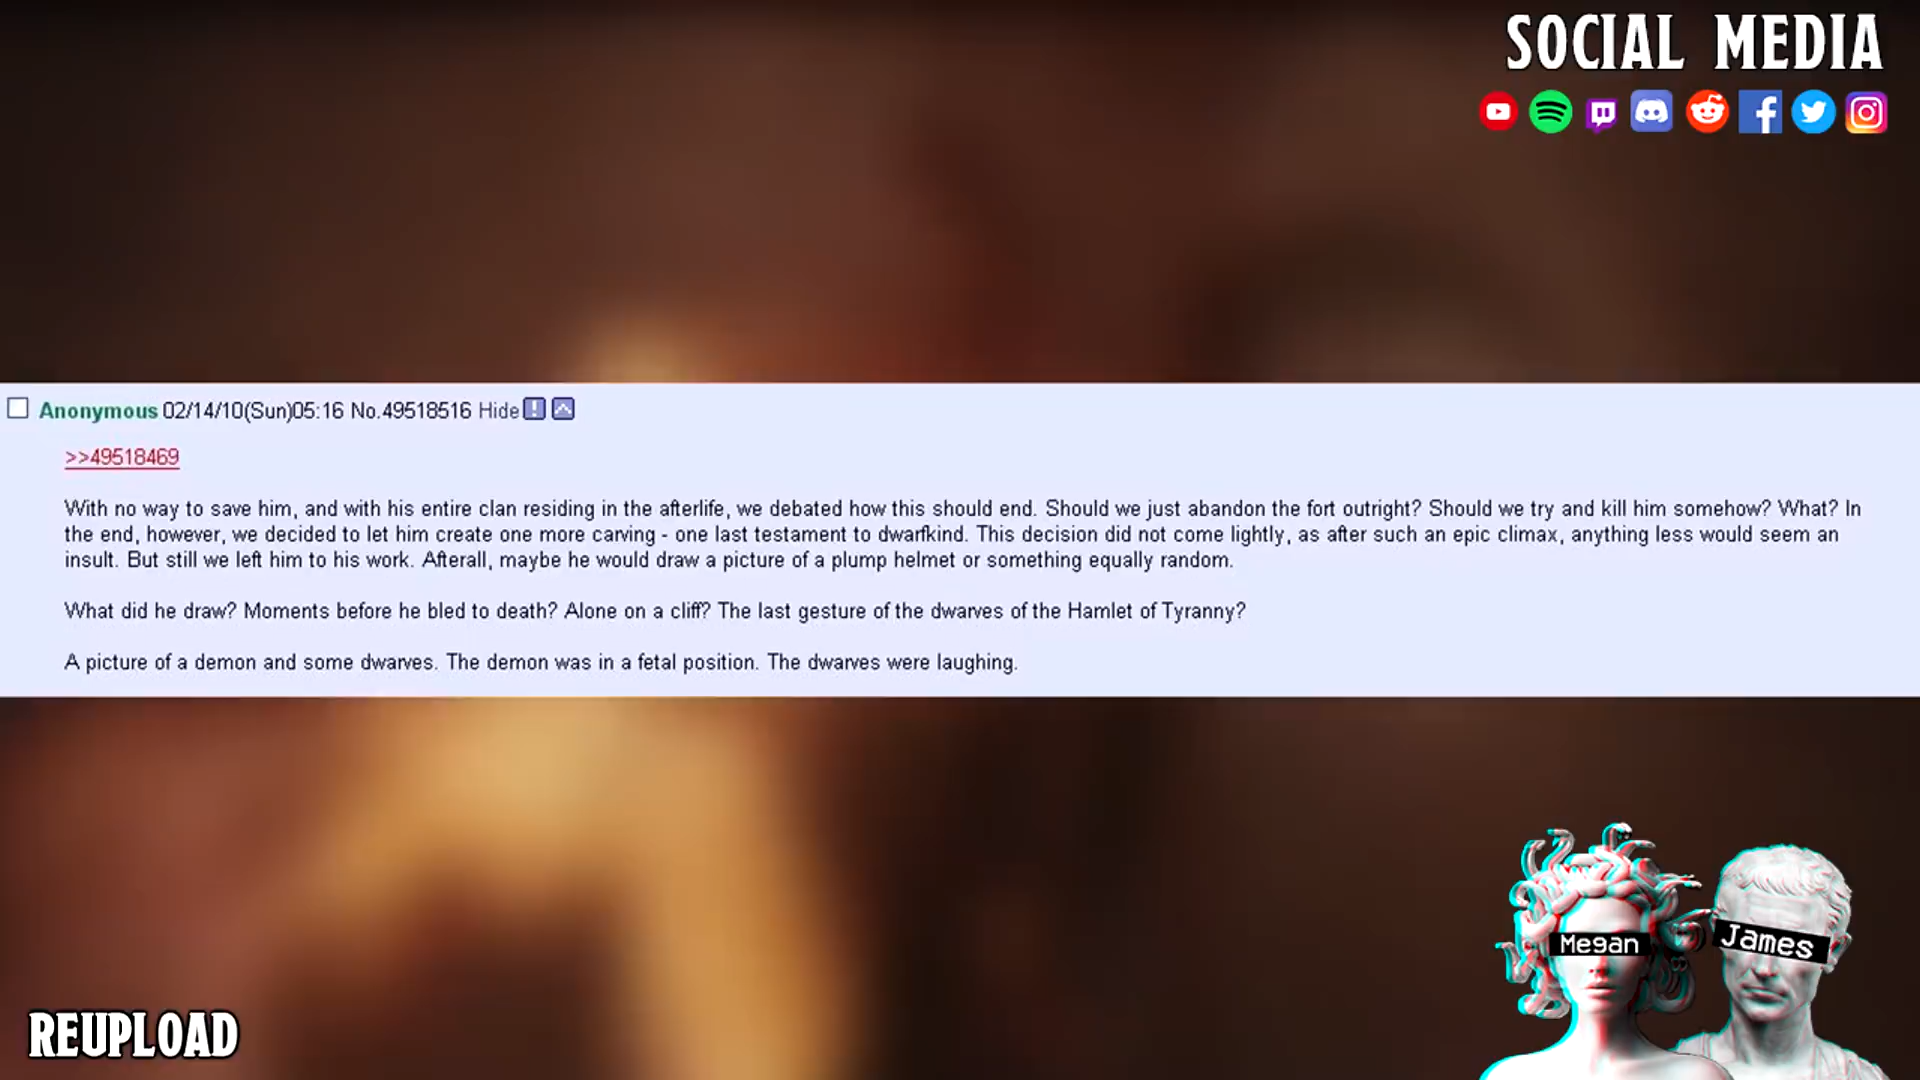 SOCIAL MEDIA
Anonymous 02/14/10(Sun)05:16 No.49518516 Hide
>>49518469
With no way to save him, and with his entire clan residing in the afterlife, we debated how this should end. Should we just abandon the fort outright? Should we try and kill him somehow? What? In
the end, however, we decided to let him create one more carving - one last testament to dwarfkind. This decision did not come lightly, as after such an epic climax, anything less would seem an
insult. But still we left him to his work. Afterall, maybe he would draw a picture of a plump helmet or something equally random.
What did he draw? Moments before he bled to death? Alone on a cliff? The last gesture of the dwarves of the Hamlet of Tyranny?
A picture of a demon and some dwarves. The demon was in a fetal position. The dwarves were laughing.
Megan
James
REUPLOAD